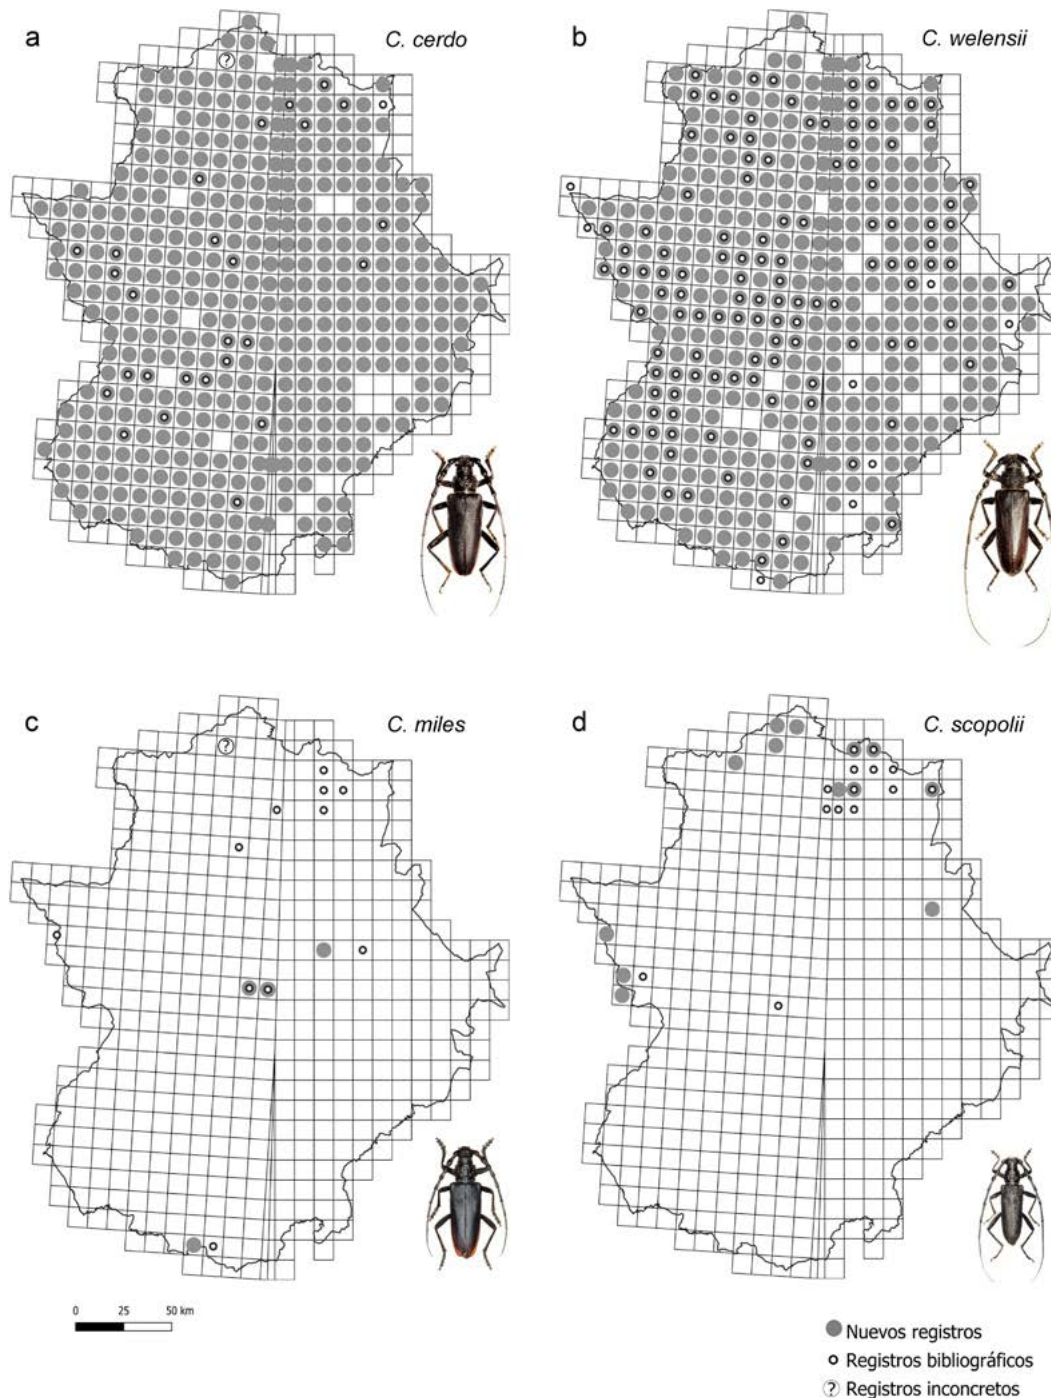 a
C. cerdo
b
C. welensii
?
c
C. miles
d
C. scopolii
?
0 25 50 km
Nuevos registros
Registros bibliográficos
? Registros inconcretos